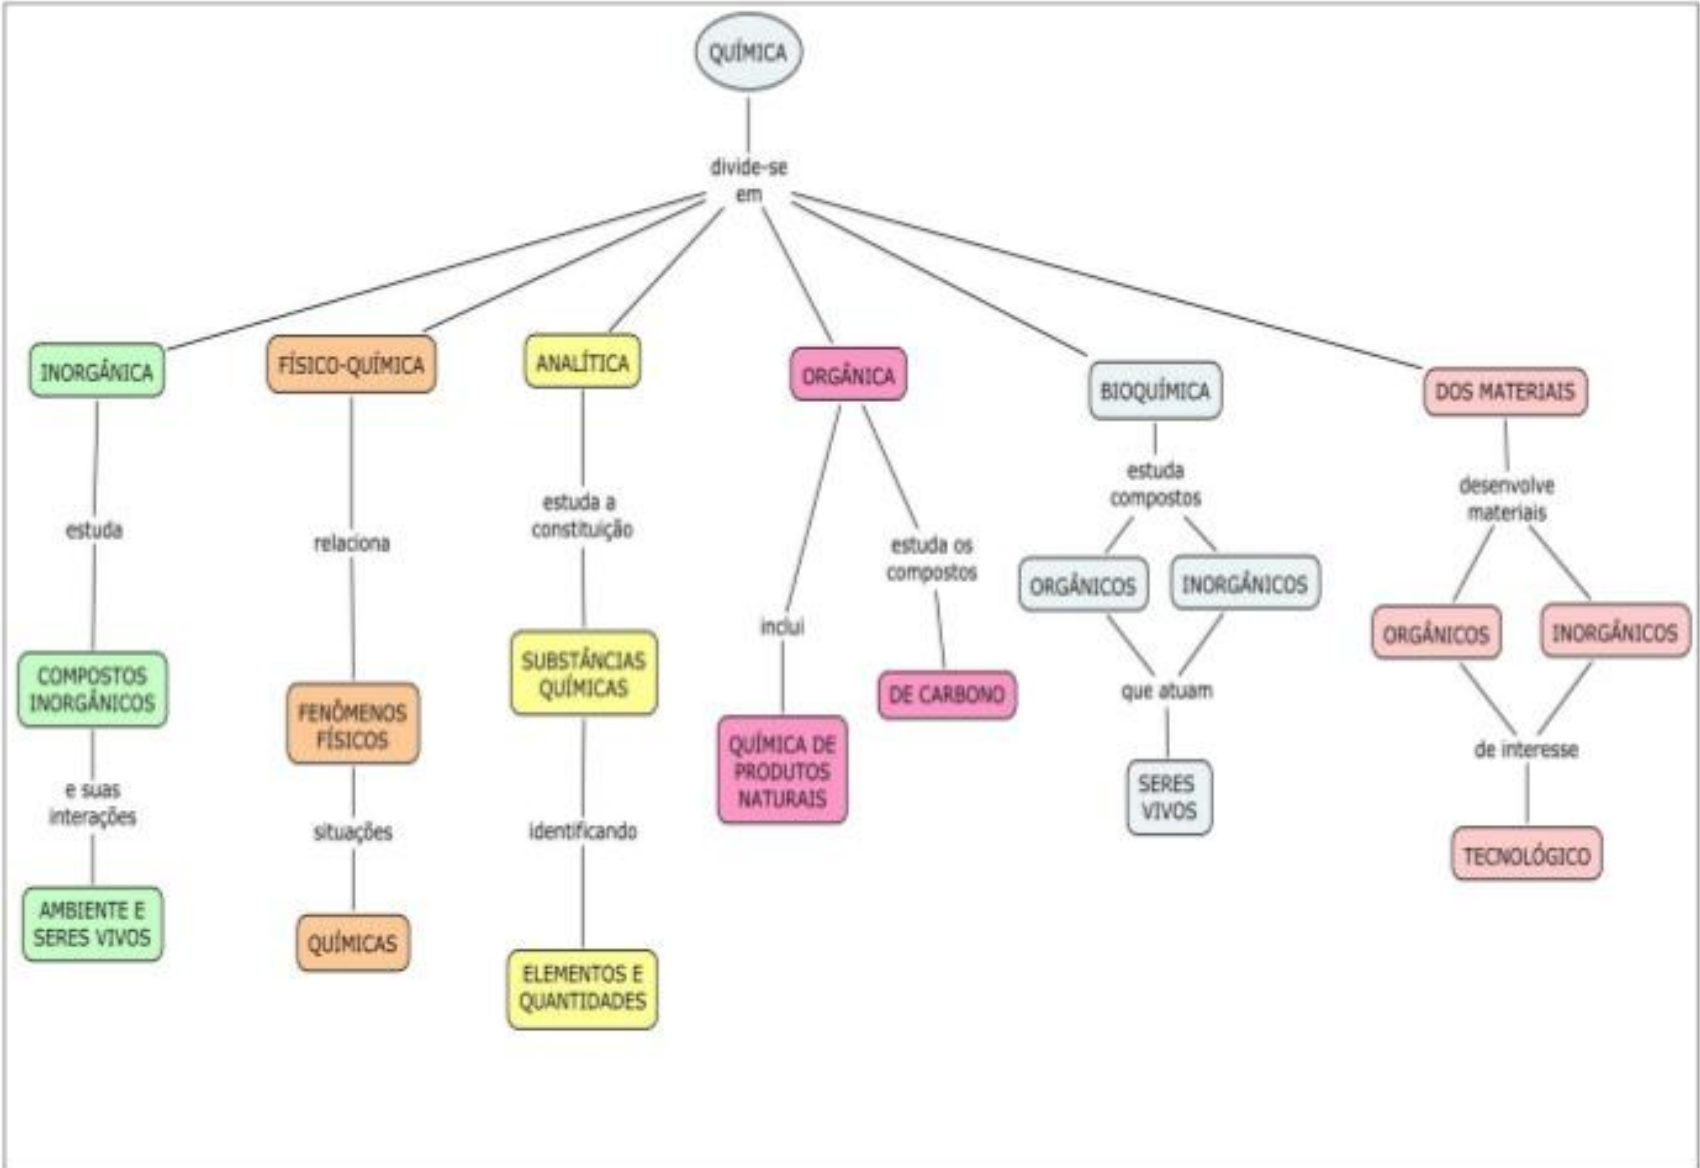 QUÍMICA
divide-se
em
INORGÂNICA
estuda
COMPOSTOS
INORGÂNICOS
e suas
interações
AMBIENTE E
SERES VIVOS
FÍSICO-QUÍMICA
relaciona
FENÔMENOS
FÍSICOS
situações
QUÍMICAS
ANALÍTICA
estuda a
constituição
SUBSTÂNCIAS
QUÍMICAS
identificando
ELEMENTOS E
QUANTIDADES
ORGÂNICA
inclui
QUÍMICA DE
PRODUTOS
NATURAIS
estuda os
compostos
DE CARBONO
BIOQUÍMICA
estuda
compostos
ORGÂNICOS
INORGÂNICOS
que atuam
SERES
VIVOS
DOS MATERIAIS
desenvolve
materiais
ORGÂNICOS
INORGÂNICOS
de interesse
TECNOLÓGICO